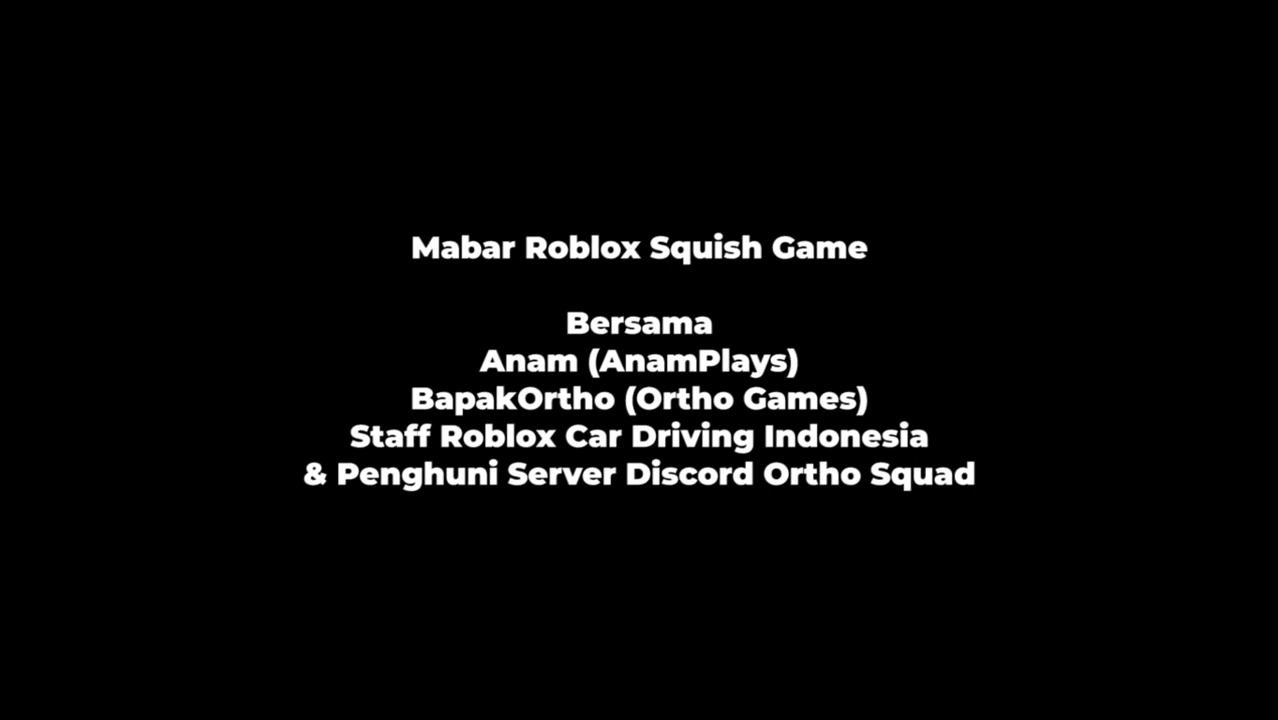 Mabar Roblox Squish Game
Bersama
Anam (AnamPlays)
BapakOrtho (Ortho Games)
Staff Roblox Car Driving Indonesia
& Penghuni Server Discord Ortho Squad